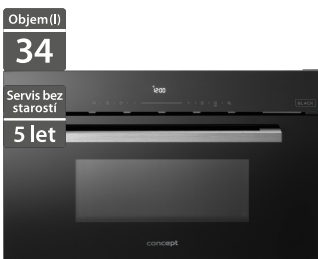 Objem (l)
34
12:00
BLACK
Servis bez
starostí
5 let
concept